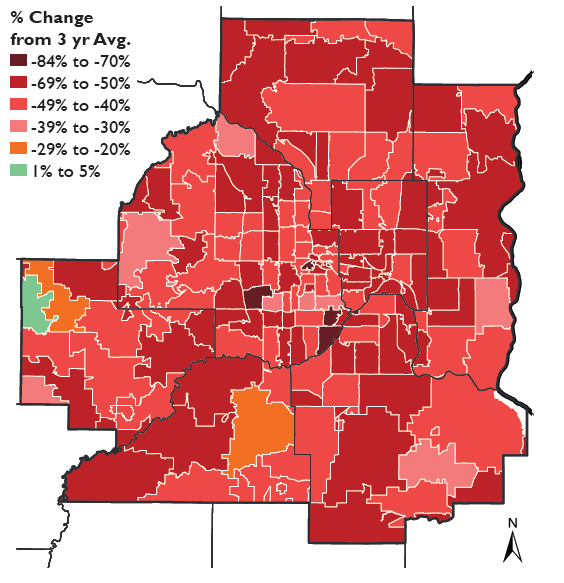 % Change
from 3 yr Avg.
-84% to -70%
-69% to -50%
-49% to -40%
-39% to -30%
-29% to -20%
1% to 5%
N